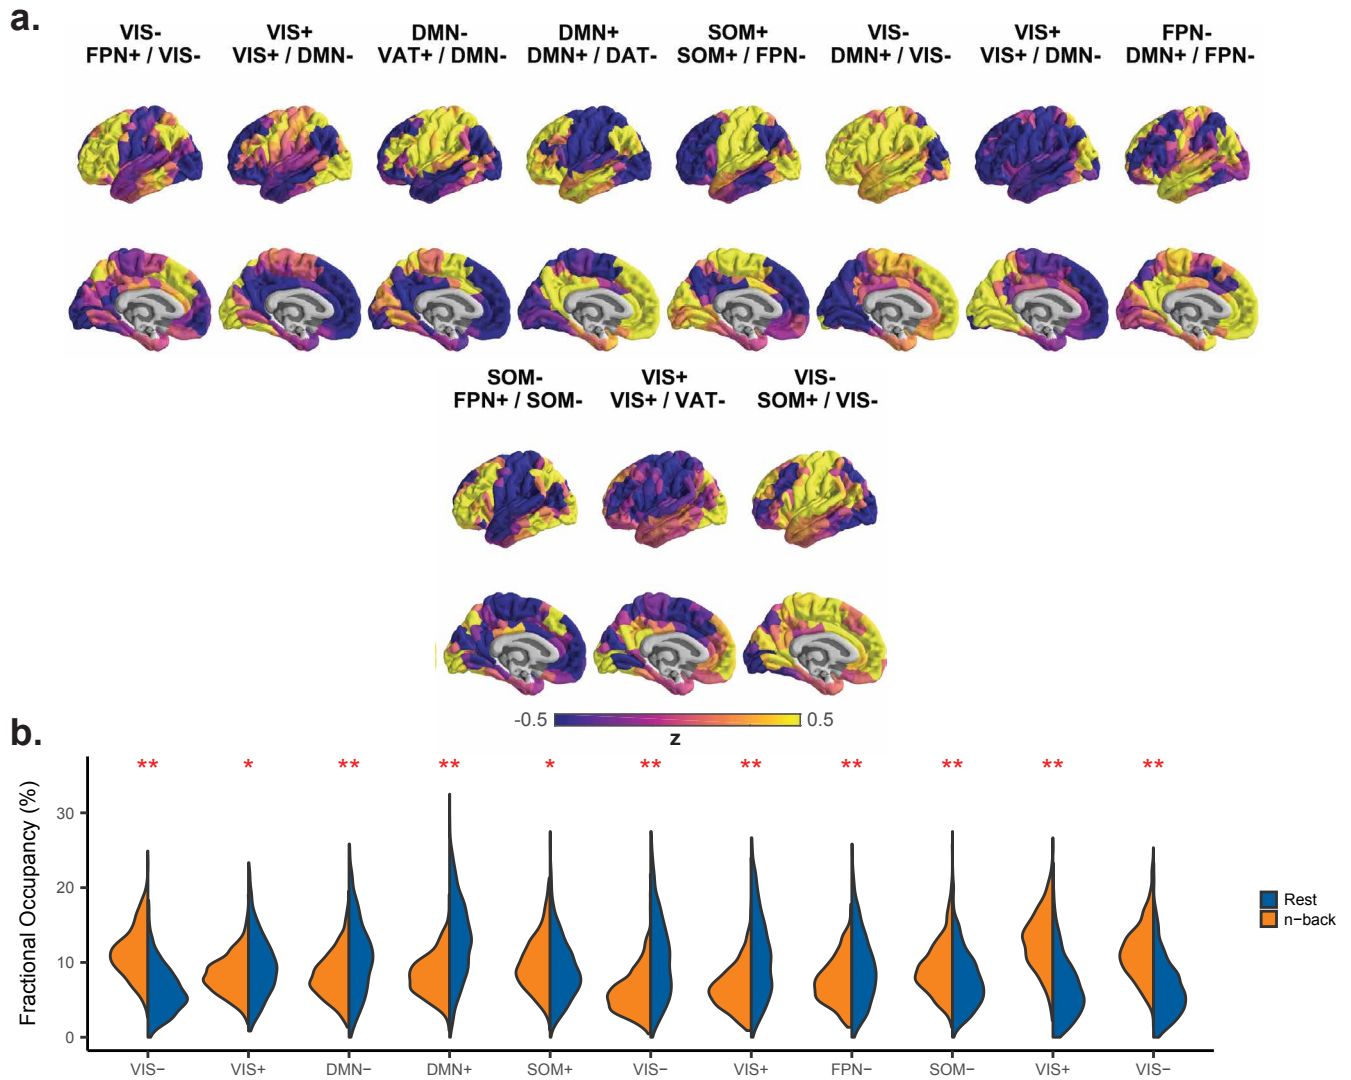 a.
VIS- VIS+ DMN- DMN+ SOM+ VIS- VIS+ FPN-
FPN+ / VIS- VIS+ / DMN- VAT+ / DMN- DMN+ / DAT- SOM+ / FPN- DMN+ / VIS- VIS+ / DMN- DMN+ / FPN-
SOM- VIS+ VIS-
FPN+ / SOM- VIS+ / VAT- SOM+ / VIS-
-0.5 0.5
z
b.
** * ** ** * ** ** ** ** ** **
Fractional Occupancy (%)
30
20
10
0
Rest
n−back
VIS− VIS+ DMN− DMN+ SOM+ VIS− VIS+ FPN− SOM− VIS+ VIS−